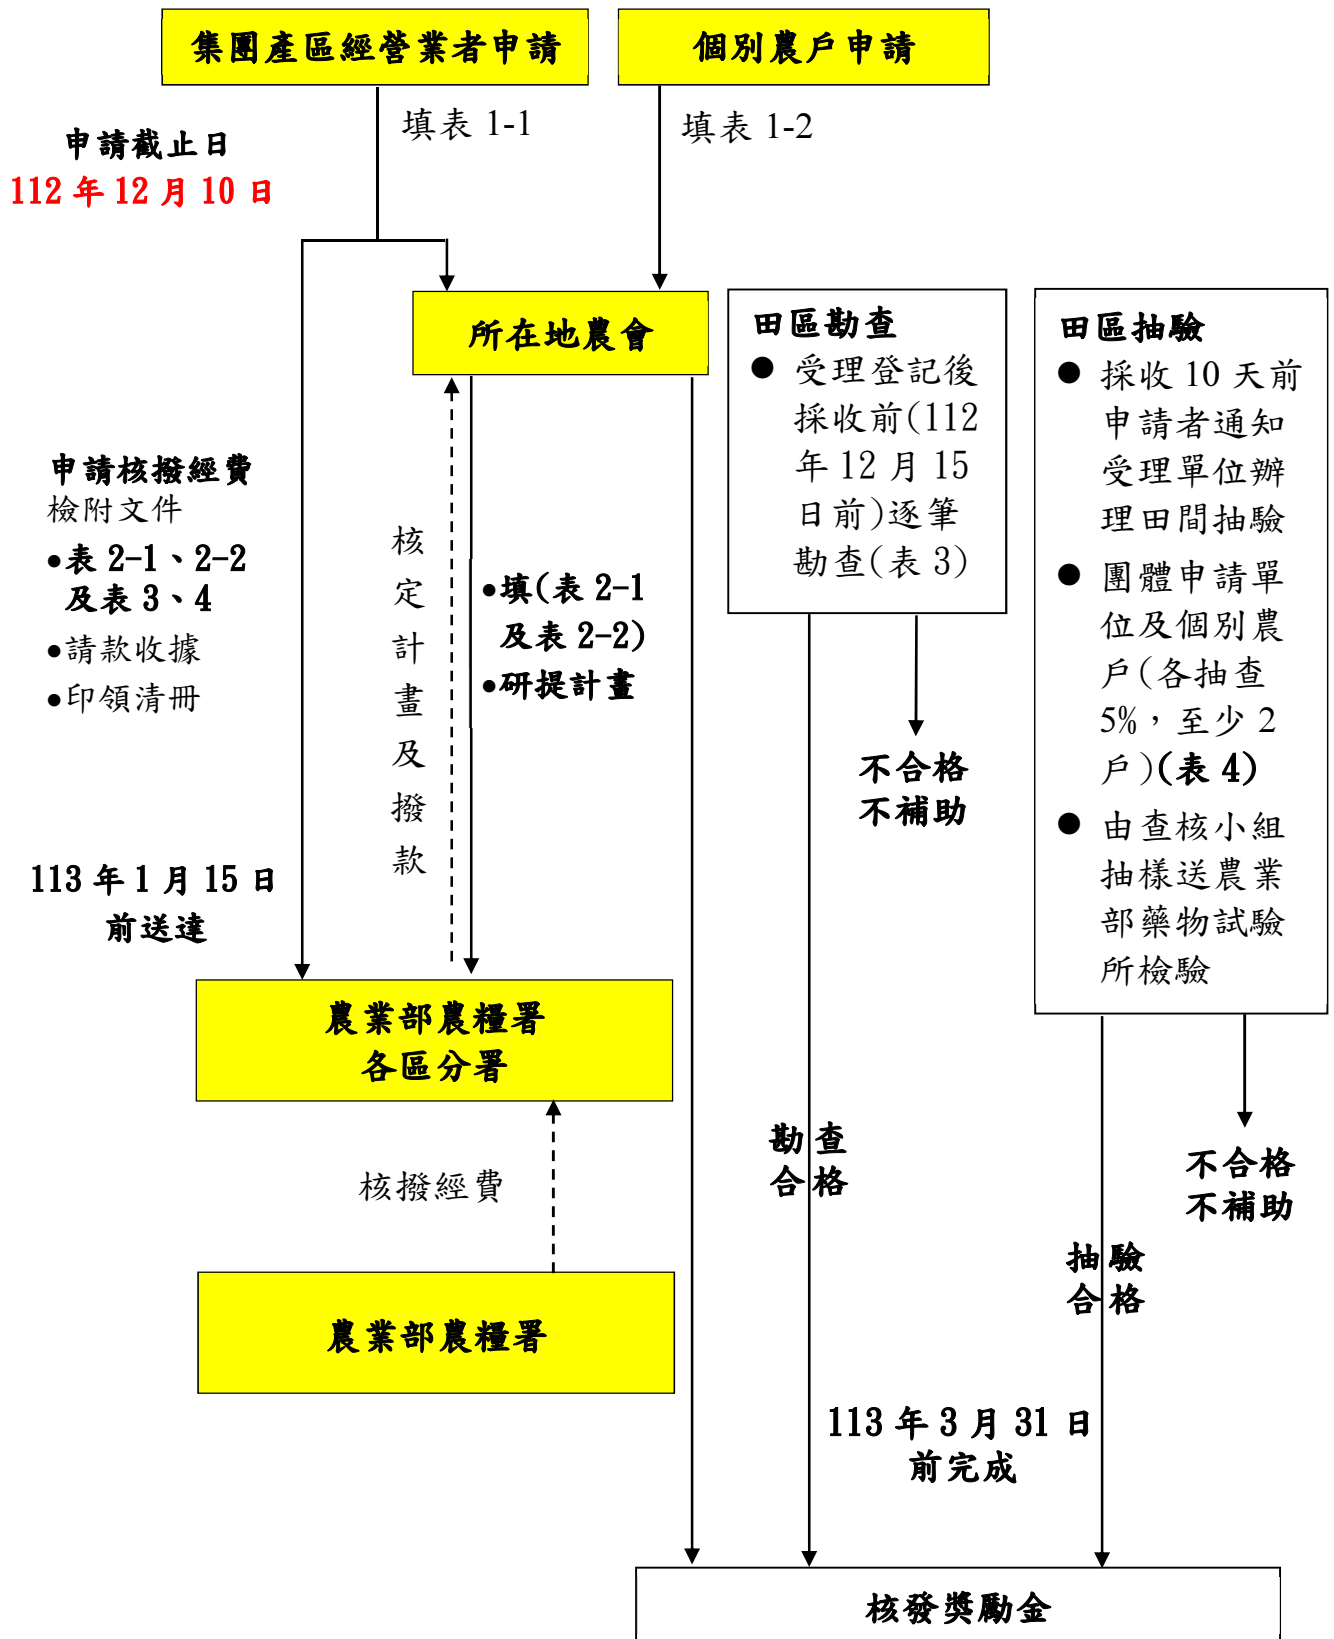 集團產區經營業者申請
個別農戶申請
填表 1-1
填表 1-2
申請截止日
112 年 12 月 10 日
所在地農會
田區勘查
● 受理登記後
採收前(112
年 12 月 15
日前)逐筆
勘查(表 3)
田區抽驗
● 採收 10 天前
申請者通知
受理單位辦
理田間抽驗
● 團體申請單
位及個別農
戶(各抽查
5%，至少 2
戶)(表 4)
● 由查核小組
抽樣送農業
部藥物試驗
所檢驗
申請核撥經費
檢附文件
●表 2-1、2-2
及表 3、4
●請款收據
●印領清冊
核定計畫及撥款
●填(表 2-1
及表 2-2)
●研提計畫
不合格
不補助
113 年 1 月 15 日
前送達
農業部農糧署
各區分署
勘查
合格
不合格
不補助
核撥經費
抽驗
合格
農業部農糧署
113 年 3 月 31 日
前完成
核發獎勵金